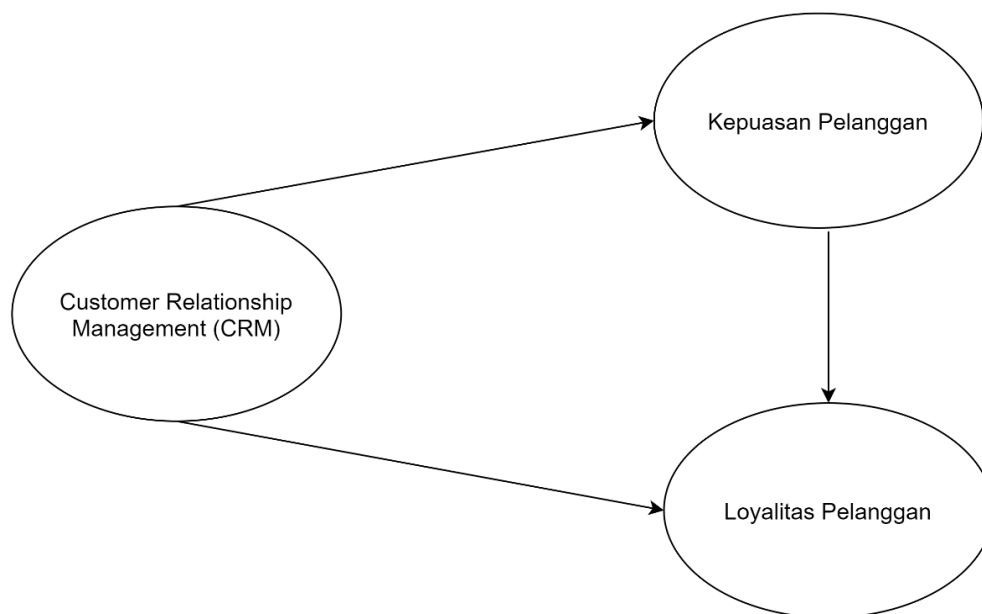 Kepuasan Pelanggan
Customer Relationship
Management (CRM)
Loyalitas Pelanggan